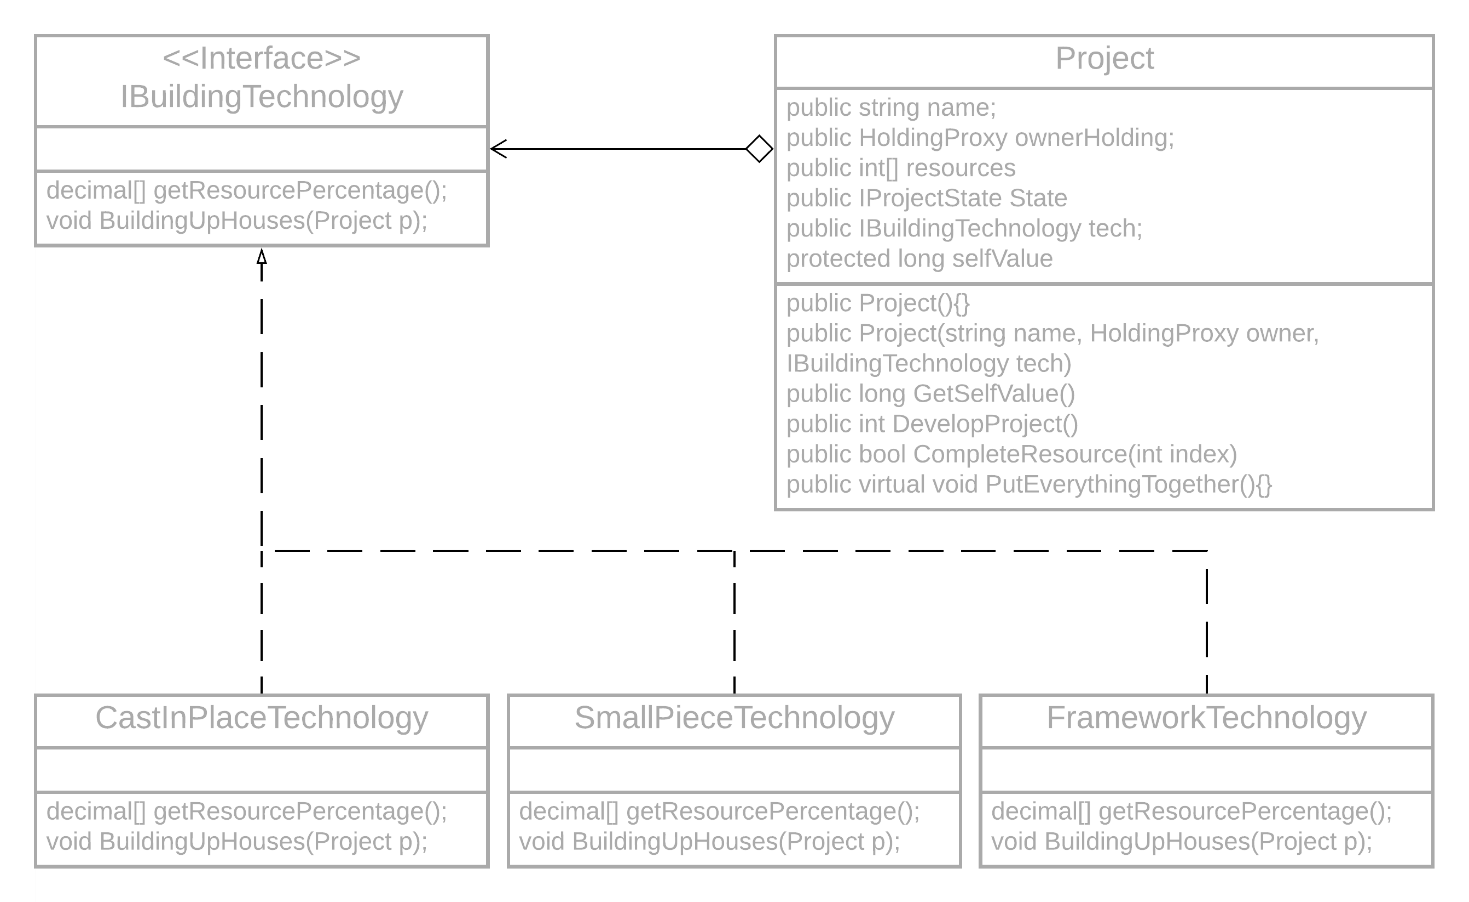 <<Interface>>
IBuildingTechnology
decimal[] getResourcePercentage();
void BuildingUpHouses(Project p);
Project
public string name;
public HoldingProxy ownerHolding;
public int[] resources
public IProjectState State
public IBuildingTechnology tech;
protected long selfValue
public Project(){}
public Project(string name, HoldingProxy owner,
IBuildingTechnology tech)
public long GetSelfValue()
public int DevelopProject()
public bool CompleteResource(int index)
public virtual void PutEverythingTogether(){}
CastInPlaceTechnology
decimal[] getResourcePercentage();
void BuildingUpHouses(Project p);
SmallPieceTechnology
decimal[] getResourcePercentage();
void BuildingUpHouses(Project p);
FrameworkTechnology
decimal[] getResourcePercentage();
void BuildingUpHouses(Project p);